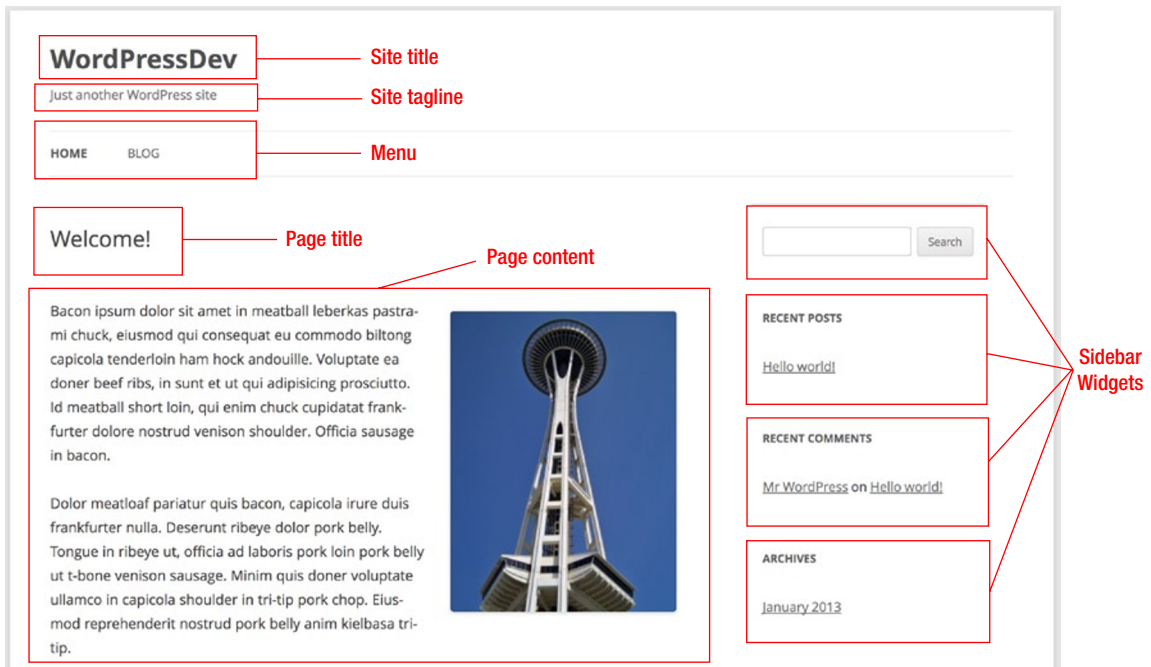 WordPressDev
Site title
Just another WordPress site
Site tagline
HOME
BLOG
Menu
Welcome!
Page title
Page content
Bacon ipsum dolor sit amet in meatball leberkas pastra-
mi chuck, eiusmod qui consequat eu commodo biltong
capicola tenderloin ham hock andouille. Voluptate ea
doner beef ribs, in sunt et ut qui adipisicing prosciutto.
Id meatball short loin, qui enim chuck cupidatat frank-
furter dolore nostrud venison shoulder. Officia sausage
in bacon.
Dolor meatloaf pariatur quis bacon, capicola irure duis
frankfurter nulla. Deserunt ribeye dolor pork belly.
Tongue in ribeye ut, officia ad laboris pork loin pork belly
ut t-bone venison sausage. Minim quis doner voluptate
ullamco in capicola shoulder in tri-tip pork chop. Eius-
mod reprehenderit nostrud pork belly anim kielbasa tri-
tip.
Search
RECENT POSTS
Hello world!
RECENT COMMENTS
Mr WordPress on Hello world!
ARCHIVES
January 2013
Sidebar
Widgets